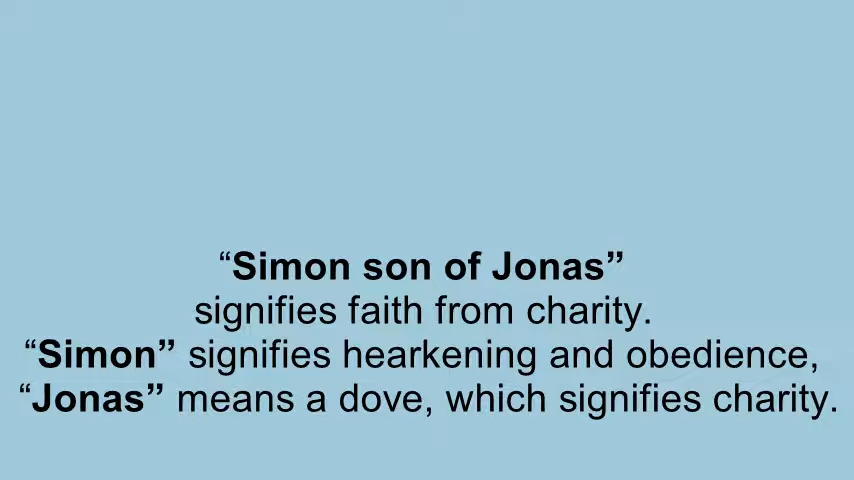 “Simon son of Jonas”
signifies faith from charity.
“Simon” signifies hearkening and obedience,
“Jonas” means a dove, which signifies charity.